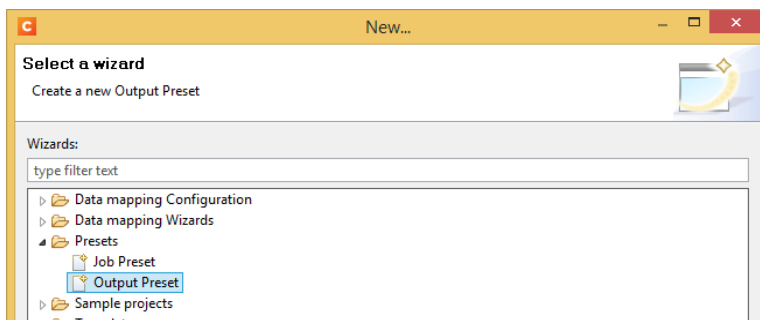 C
New...
Select a wizard
Create a new Output Preset
Wizards:
type filter text
Data mapping Configuration
Data mapping Wizards
Presets
Job Preset
Output Preset
Sample projects